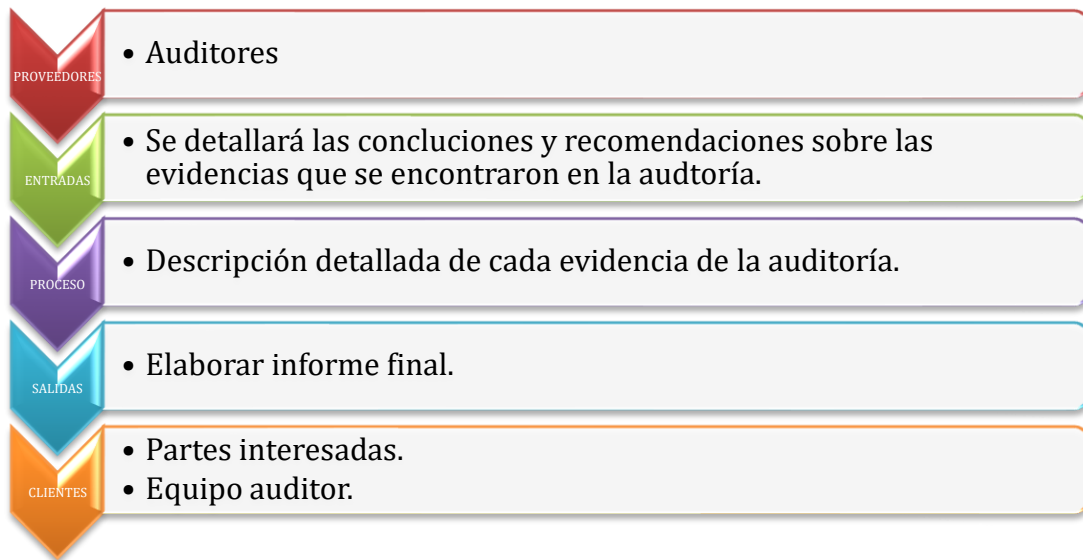 PROVEEDORES
• Auditores
ENTRADAS
• Se detallará las concluciones y recomendaciones sobre las
evidencias que se encontraron en la audtoría.
PROCESO
• Descripción detallada de cada evidencia de la auditoría.
SALIDAS
• Elaborar informe final.
CLIENTES
• Partes interesadas.
• Equipo auditor.